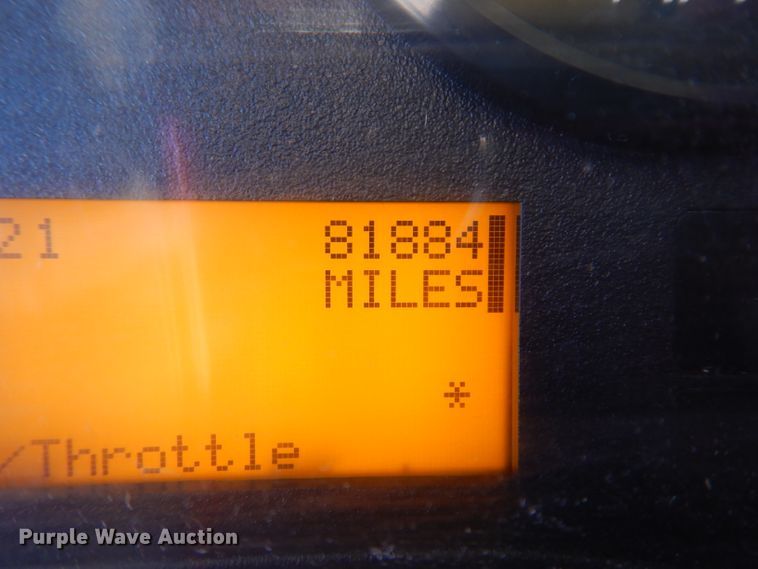 21 81884
MILES
*
/Throttle
Purple Wave Auction